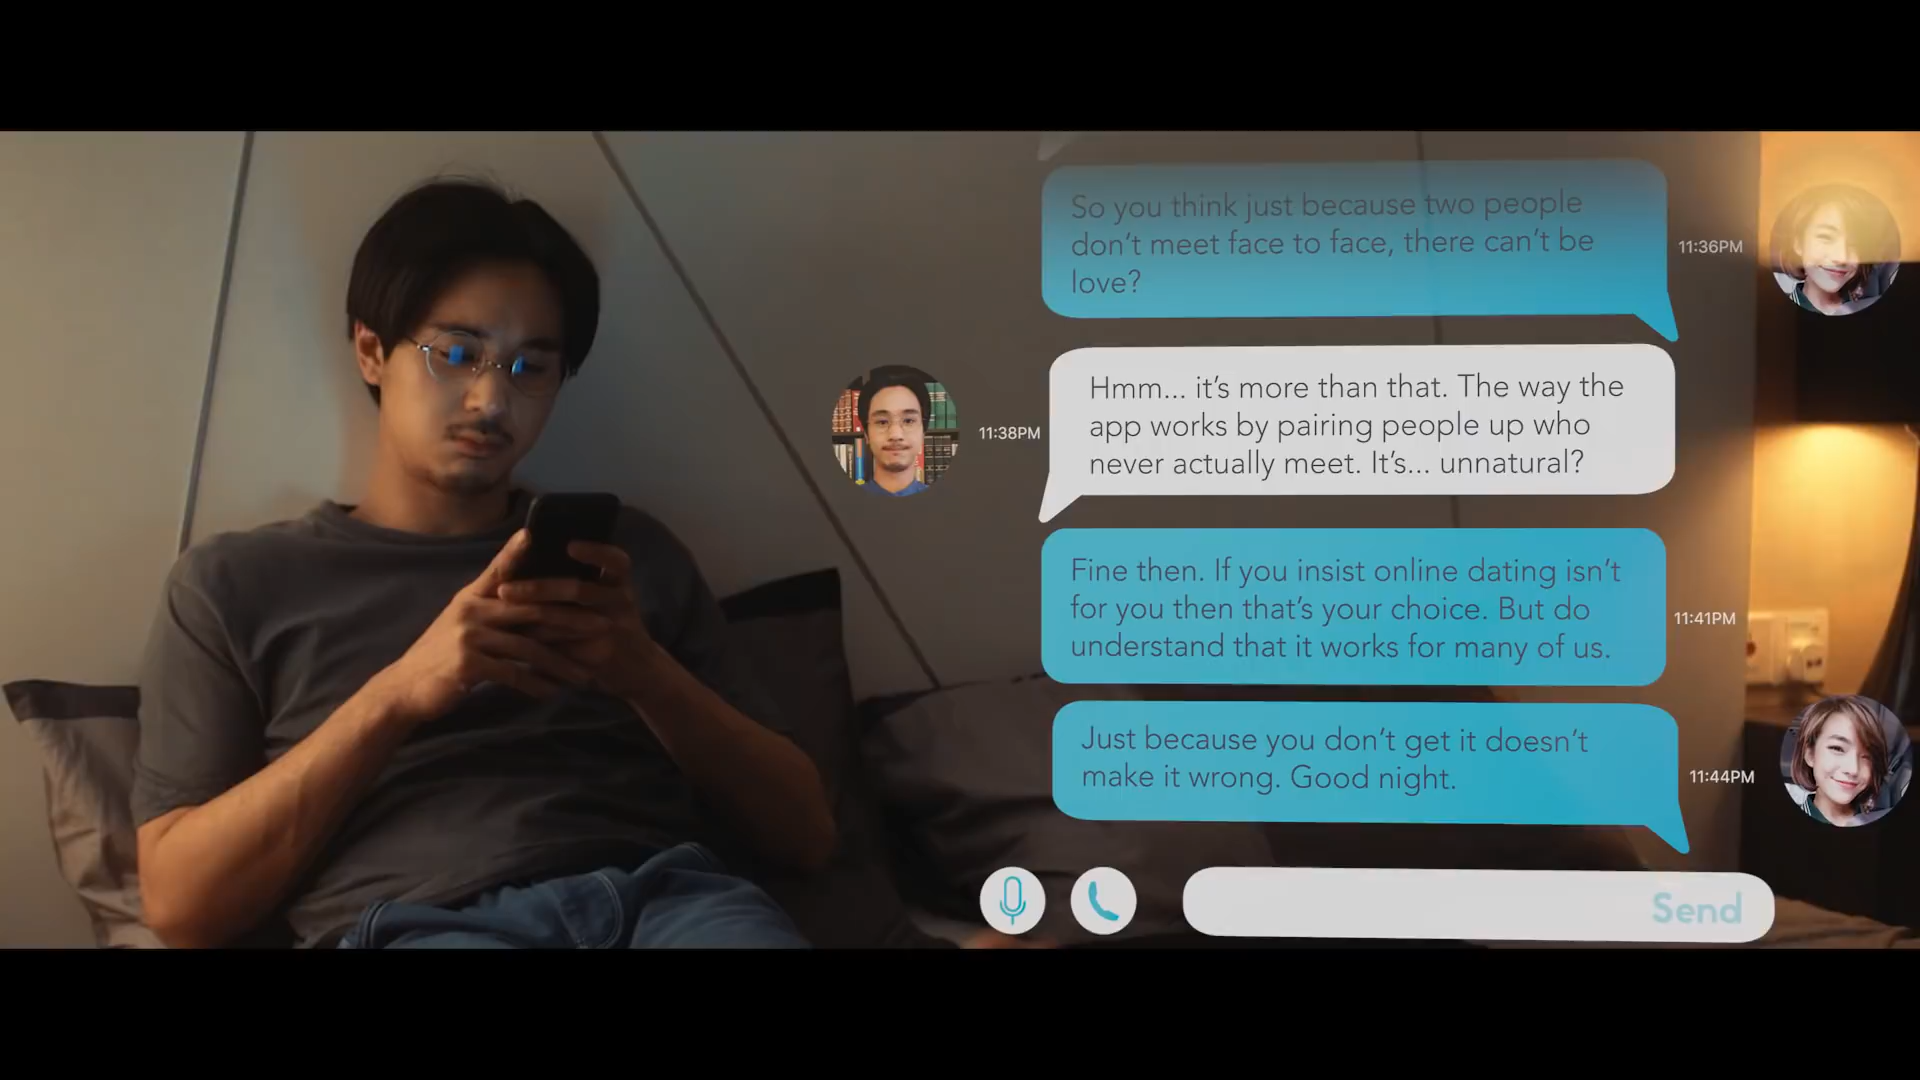 So you think just because two people
don't meet face to face, there can't be
love?
11:36PM
11:38PM
Hmm... it's more than that. The way the
app works by pairing people up who
never actually meet. It's... unnatural?
Fine then. If you insist online dating isn't
for you then that's your choice. But do
understand that it works for many of us.
11:41PM
Just because you don't get it doesn't
make it wrong. Good night.
11:44PM
Send